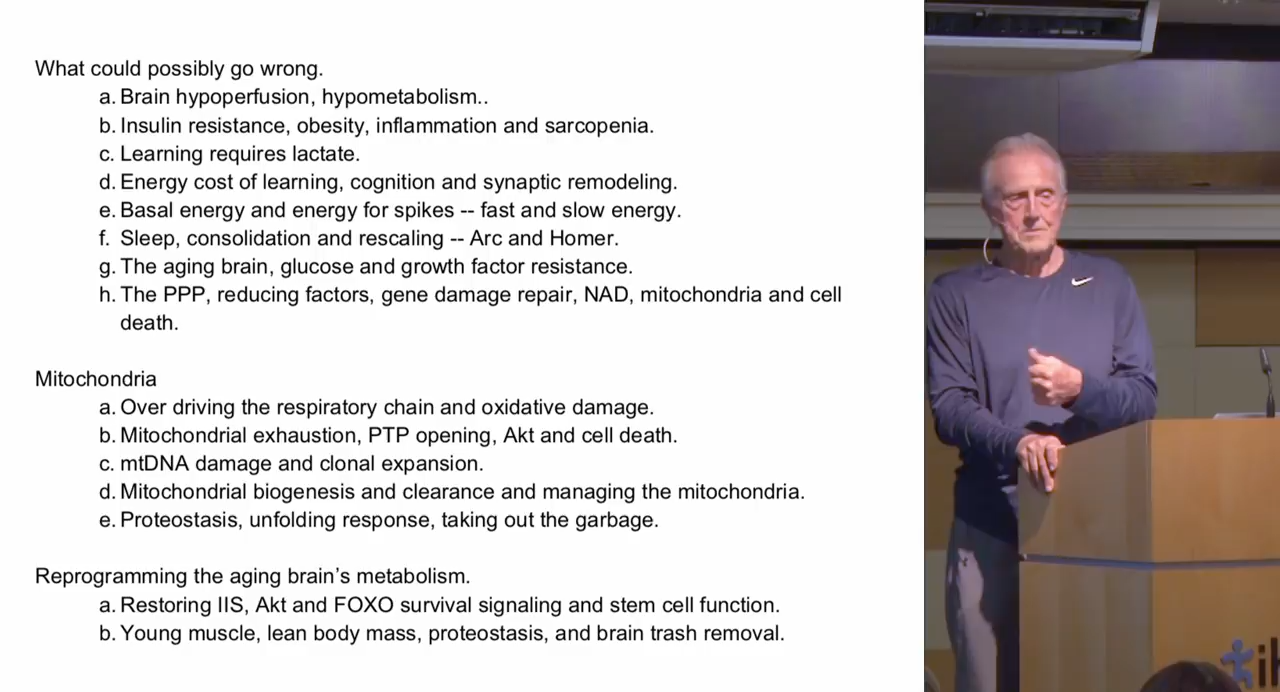 What could possibly go wrong.
a. Brain hypoperfusion, hypometabolism..
b. Insulin resistance, obesity, inflammation and sarcopenia.
c. Learning requires lactate.
d. Energy cost of learning, cognition and synaptic remodeling.
e. Basal energy and energy for spikes -- fast and slow energy.
f. Sleep, consolidation and rescaling -- Arc and Homer.
g. The aging brain, glucose and growth factor resistance.
h. The PPP, reducing factors, gene damage repair, NAD, mitochondria and cell
death.
Mitochondria
a. Over driving the respiratory chain and oxidative damage.
b. Mitochondrial exhaustion, PTP opening, Akt and cell death.
c. mtDNA damage and clonal expansion.
d. Mitochondrial biogenesis and clearance and managing the mitochondria.
e. Proteostasis, unfolding response, taking out the garbage.
Reprogramming the aging brain’s metabolism.
a. Restoring IIS, Akt and FOXO survival signaling and stem cell function.
b. Young muscle, lean body mass, proteostasis, and brain trash removal.